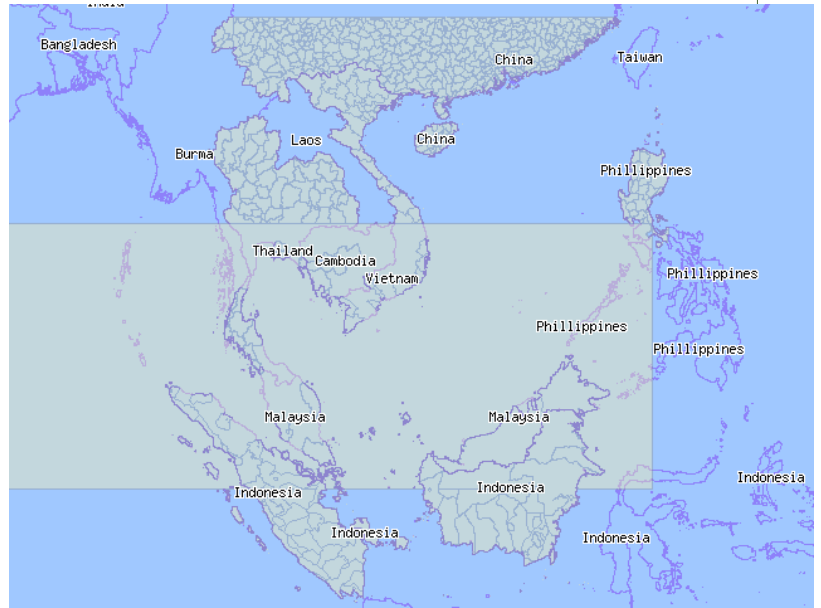 India
Bangladesh
China
Taiwan
Laos
China
Burma
Phillippines
Thailand
Cambodia
Vietnam
Phillippines
Phillippines
Phillippines
Malaysia
Malaysia
Indonesia
Indonesia
Indonesia
Indonesia
Indonesia